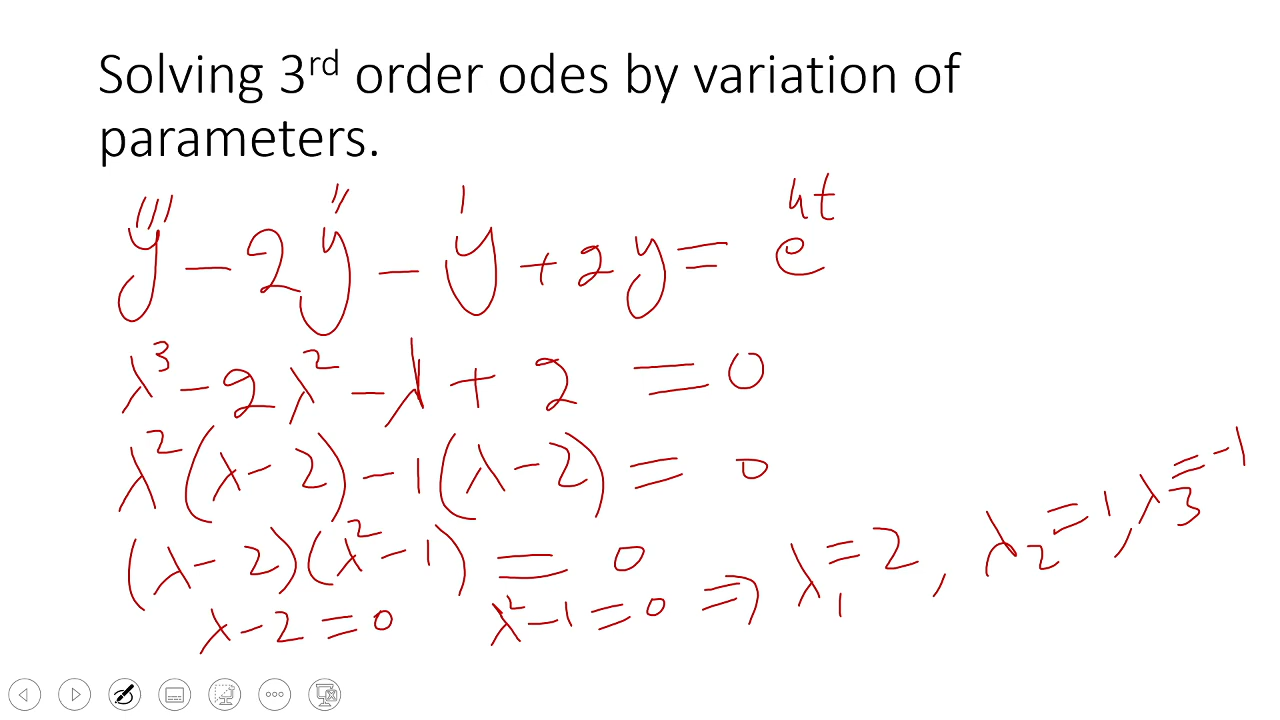 Solving 3rd order odes by variation of
parameters.
y''' - 2y'' - y' + 2y = e^{4t}
λ³ - 2λ² - λ + 2 = 0
λ²(λ - 2) - 1(λ - 2) = 0
(λ - 2)(λ² - 1) = 0
λ - 2 = 0    λ² - 1 = 0 ⇒ λ₁ = 2, λ₂ = 1, λ₃ = -1